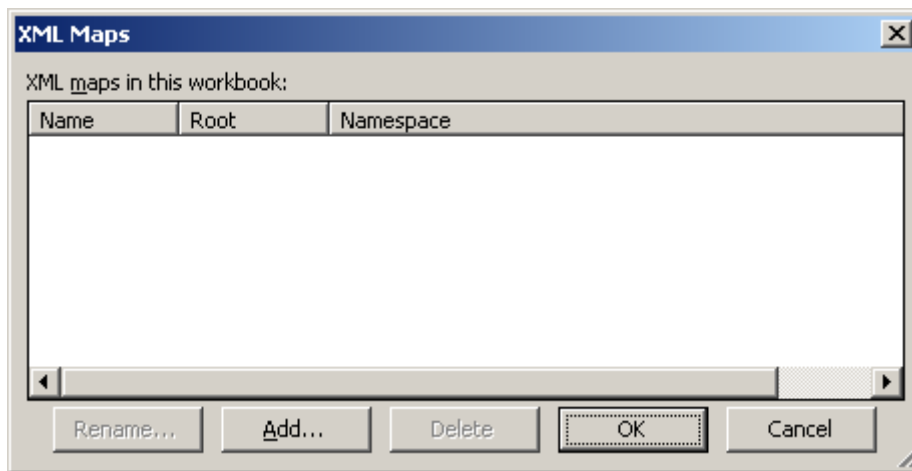 XML Maps
XML maps in this workbook:
Name Root Namespace
Rename... Add... Delete OK Cancel